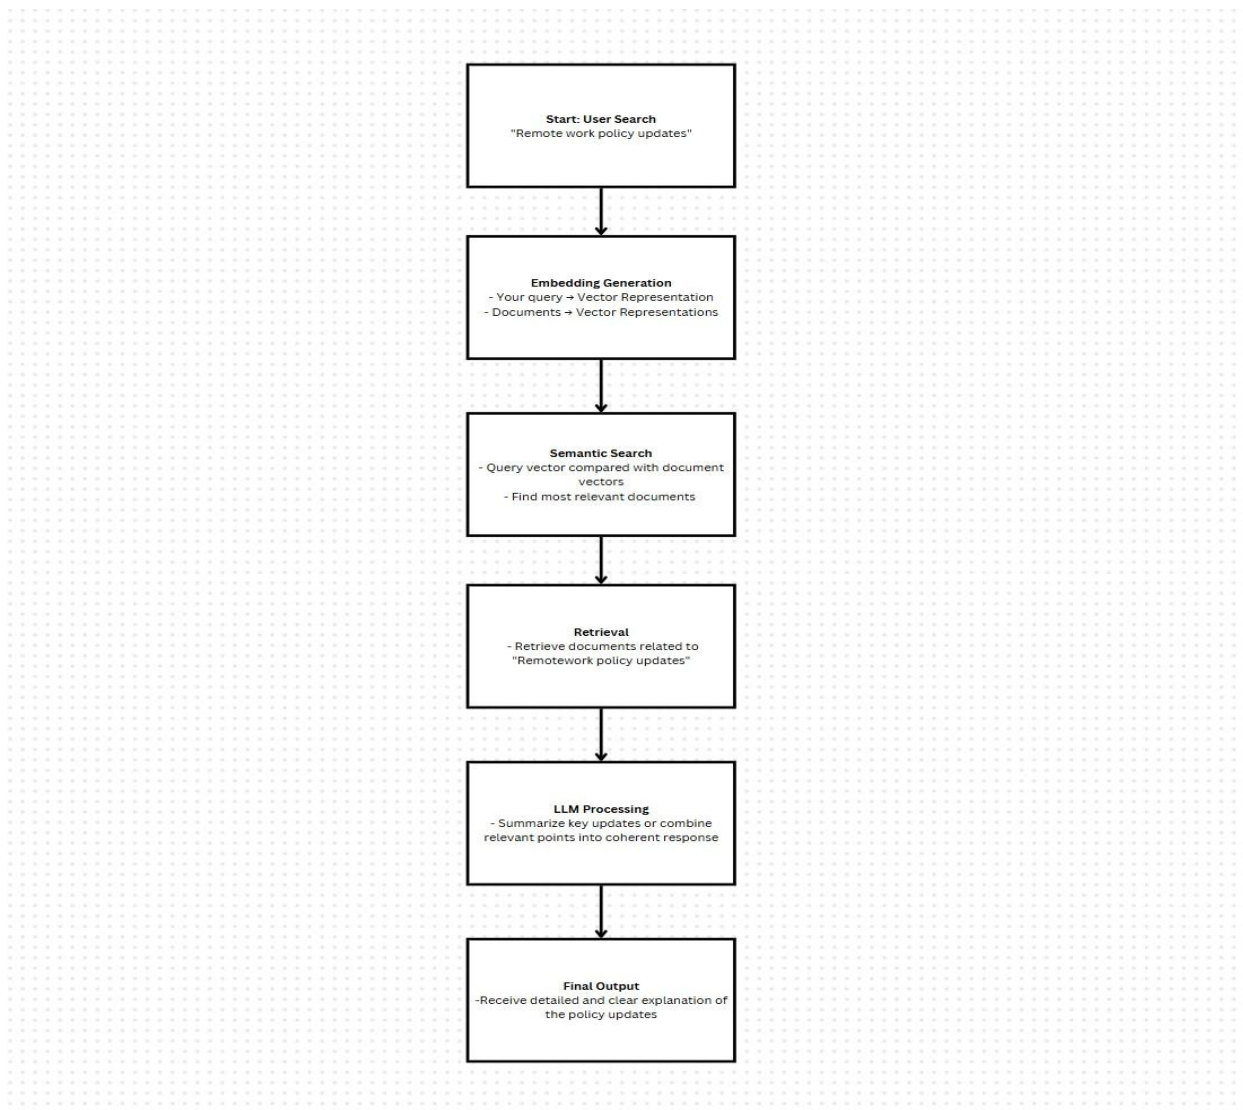 Start: User Search
"Remote work policy updates"
Embedding Generation
- Your query → Vector Representation
- Documents → Vector Representations
Semantic Search
- Query vector compared with document
vectors
- Find most relevant documents
Retrieval
- Retrieve documents related to
"Remotework policy updates"
LLM Processing
- Summarize key updates or combine
relevant points into coherent response
Final Output
-Receive detailed and clear explanation of
the policy updates